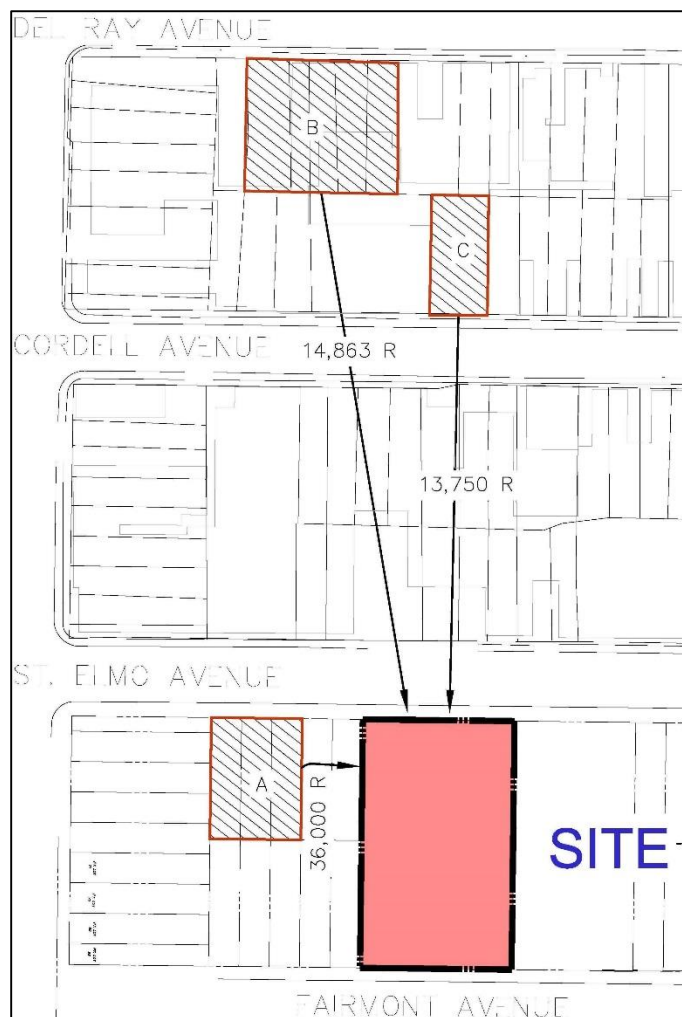 DEL RAY AVENUE
B
C
CORDELL AVENUE
14,863 R
13,750 R
ST. ELMO AVENUE
A
36,000 R
SITE
FAIRMONT AVENUE